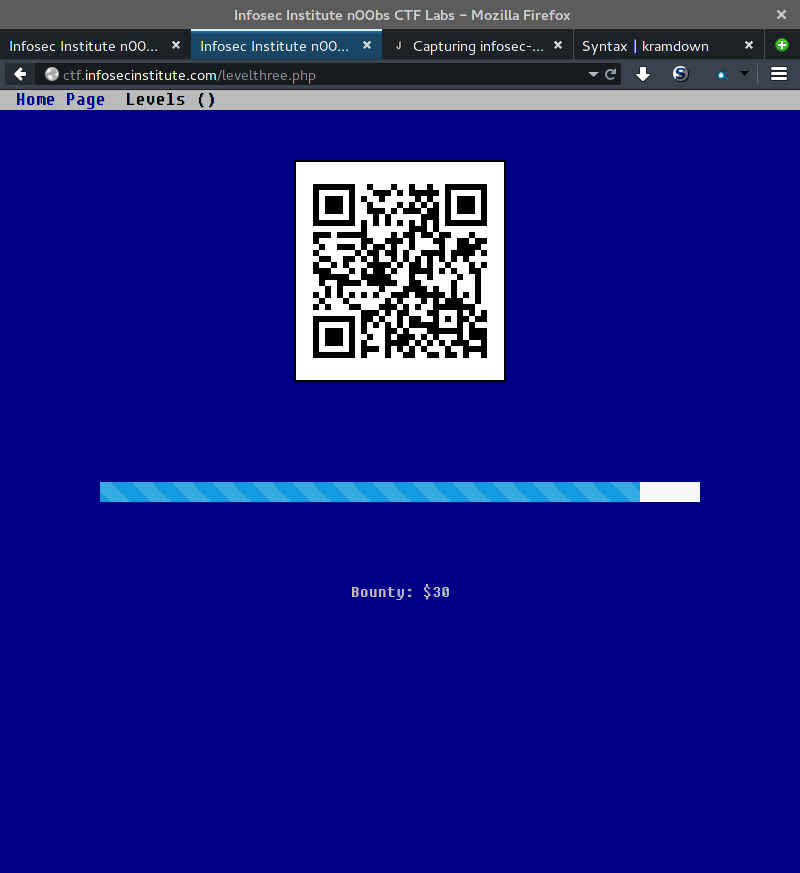 Infosec Institute n00bs CTF Labs - Mozilla Firefox
Infosec Institute n00... Infosec Institute n00... J Capturing infosec-... Syntax | kramdown
ctf.infosecinstitute.com/levelthree.php
Home Page Levels ()
Bounty: $30